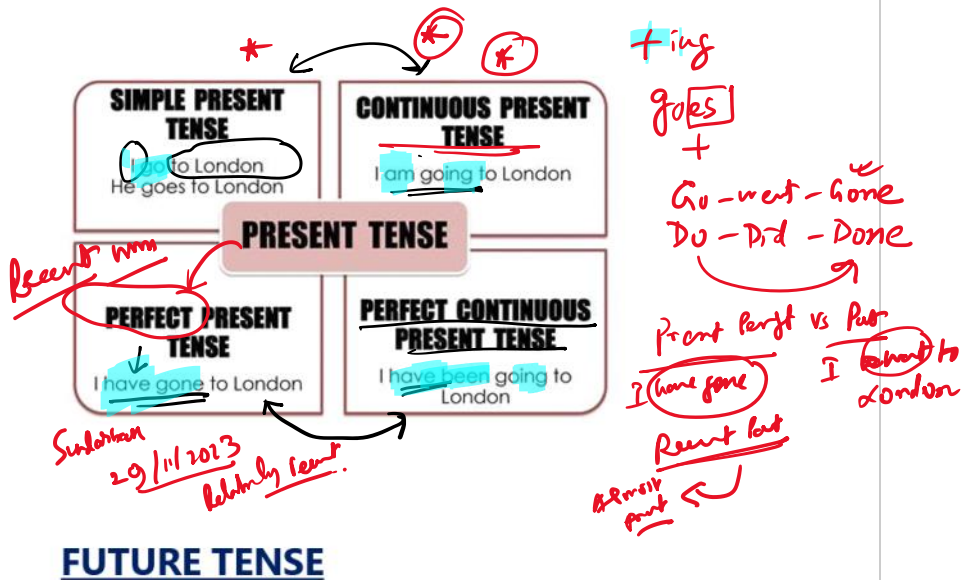 + ing
goes
+
SIMPLE PRESENT
TENSE
I go to London
He goes to London
CONTINUOUS PRESENT
TENSE
I am going to London
Go - went - Gone
Do - Did - Done
PRESENT TENSE
Recent
PERFECT PRESENT
TENSE
I have gone to London
PERFECT CONTINUOUS
PRESENT TENSE
I have been going to
London
vs Past
I have gone
I went to
London
Recent Past
29/11/2023
Relatively recent.
FUTURE TENSE